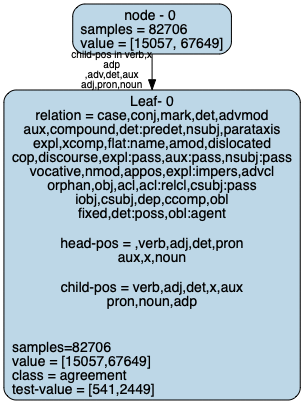 node - 0
samples = 82706
value = [15057, 67649]
child-pos in verb,x
adp
,adv,det,aux
adj,pron,noun
Leaf- 0
relation = case,conj,mark,det,advmod
aux,compound,det:predet,nsubj,parataxis
expl,xcomp,flat:name,amod,dislocated
cop,discourse,expl:pass,aux:pass,nsubj:pass
vocative,nmod,appos,expl:impers,advcl
orphan,obj,acl,acl:relcl,csubj:pass
iobj,csubj,dep,ccomp,obl
fixed,det:poss,obl:agent
head-pos = ,verb,adj,det,pron
aux,x,noun
child-pos = verb,adj,det,x,aux
pron,noun,adp
samples=82706
value = [15057,67649]
class = agreement
test-value = [541,2449]